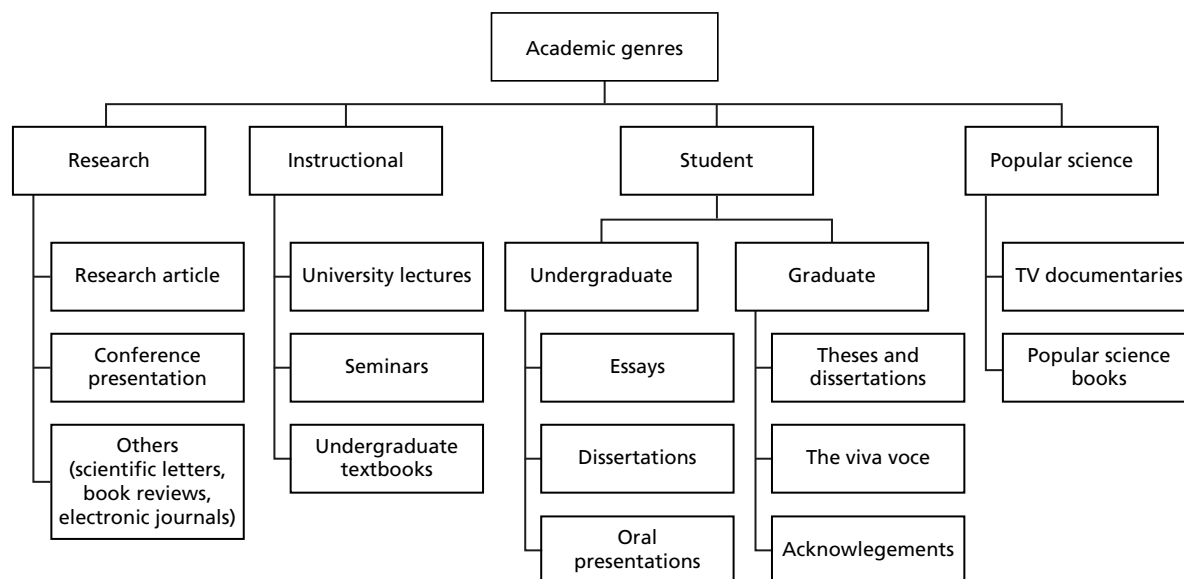 Academic genres
Research
Instructional
Student
Popular science
Research article
University lectures
Undergraduate
Graduate
TV documentaries
Conference
presentation
Seminars
Essays
Theses and
dissertations
Popular science
books
Others
(scientific letters,
book reviews,
electronic journals)
Undergraduate
textbooks
Dissertations
The viva voce
Oral
presentations
Acknowlegements